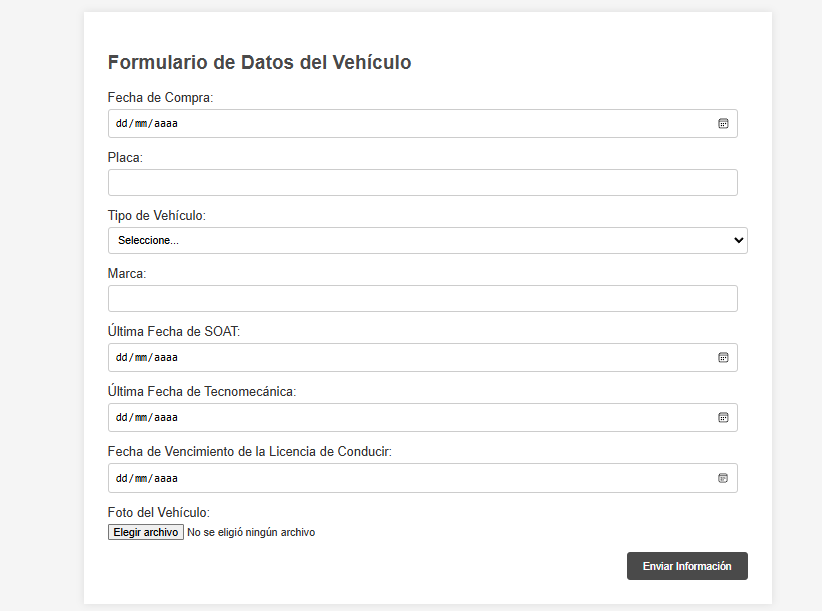 Formulario de Datos del Vehículo
Fecha de Compra:
dd/mm/aaaa
Placa:
Tipo de Vehículo:
Seleccione...
Marca:
Última Fecha de SOAT:
dd/mm/aaaa
Última Fecha de Tecnomecánica:
dd/mm/aaaa
Fecha de Vencimiento de la Licencia de Conducir:
dd/mm/aaaa
Foto del Vehículo:
Elegir archivo No se eligió ningún archivo
Enviar Información